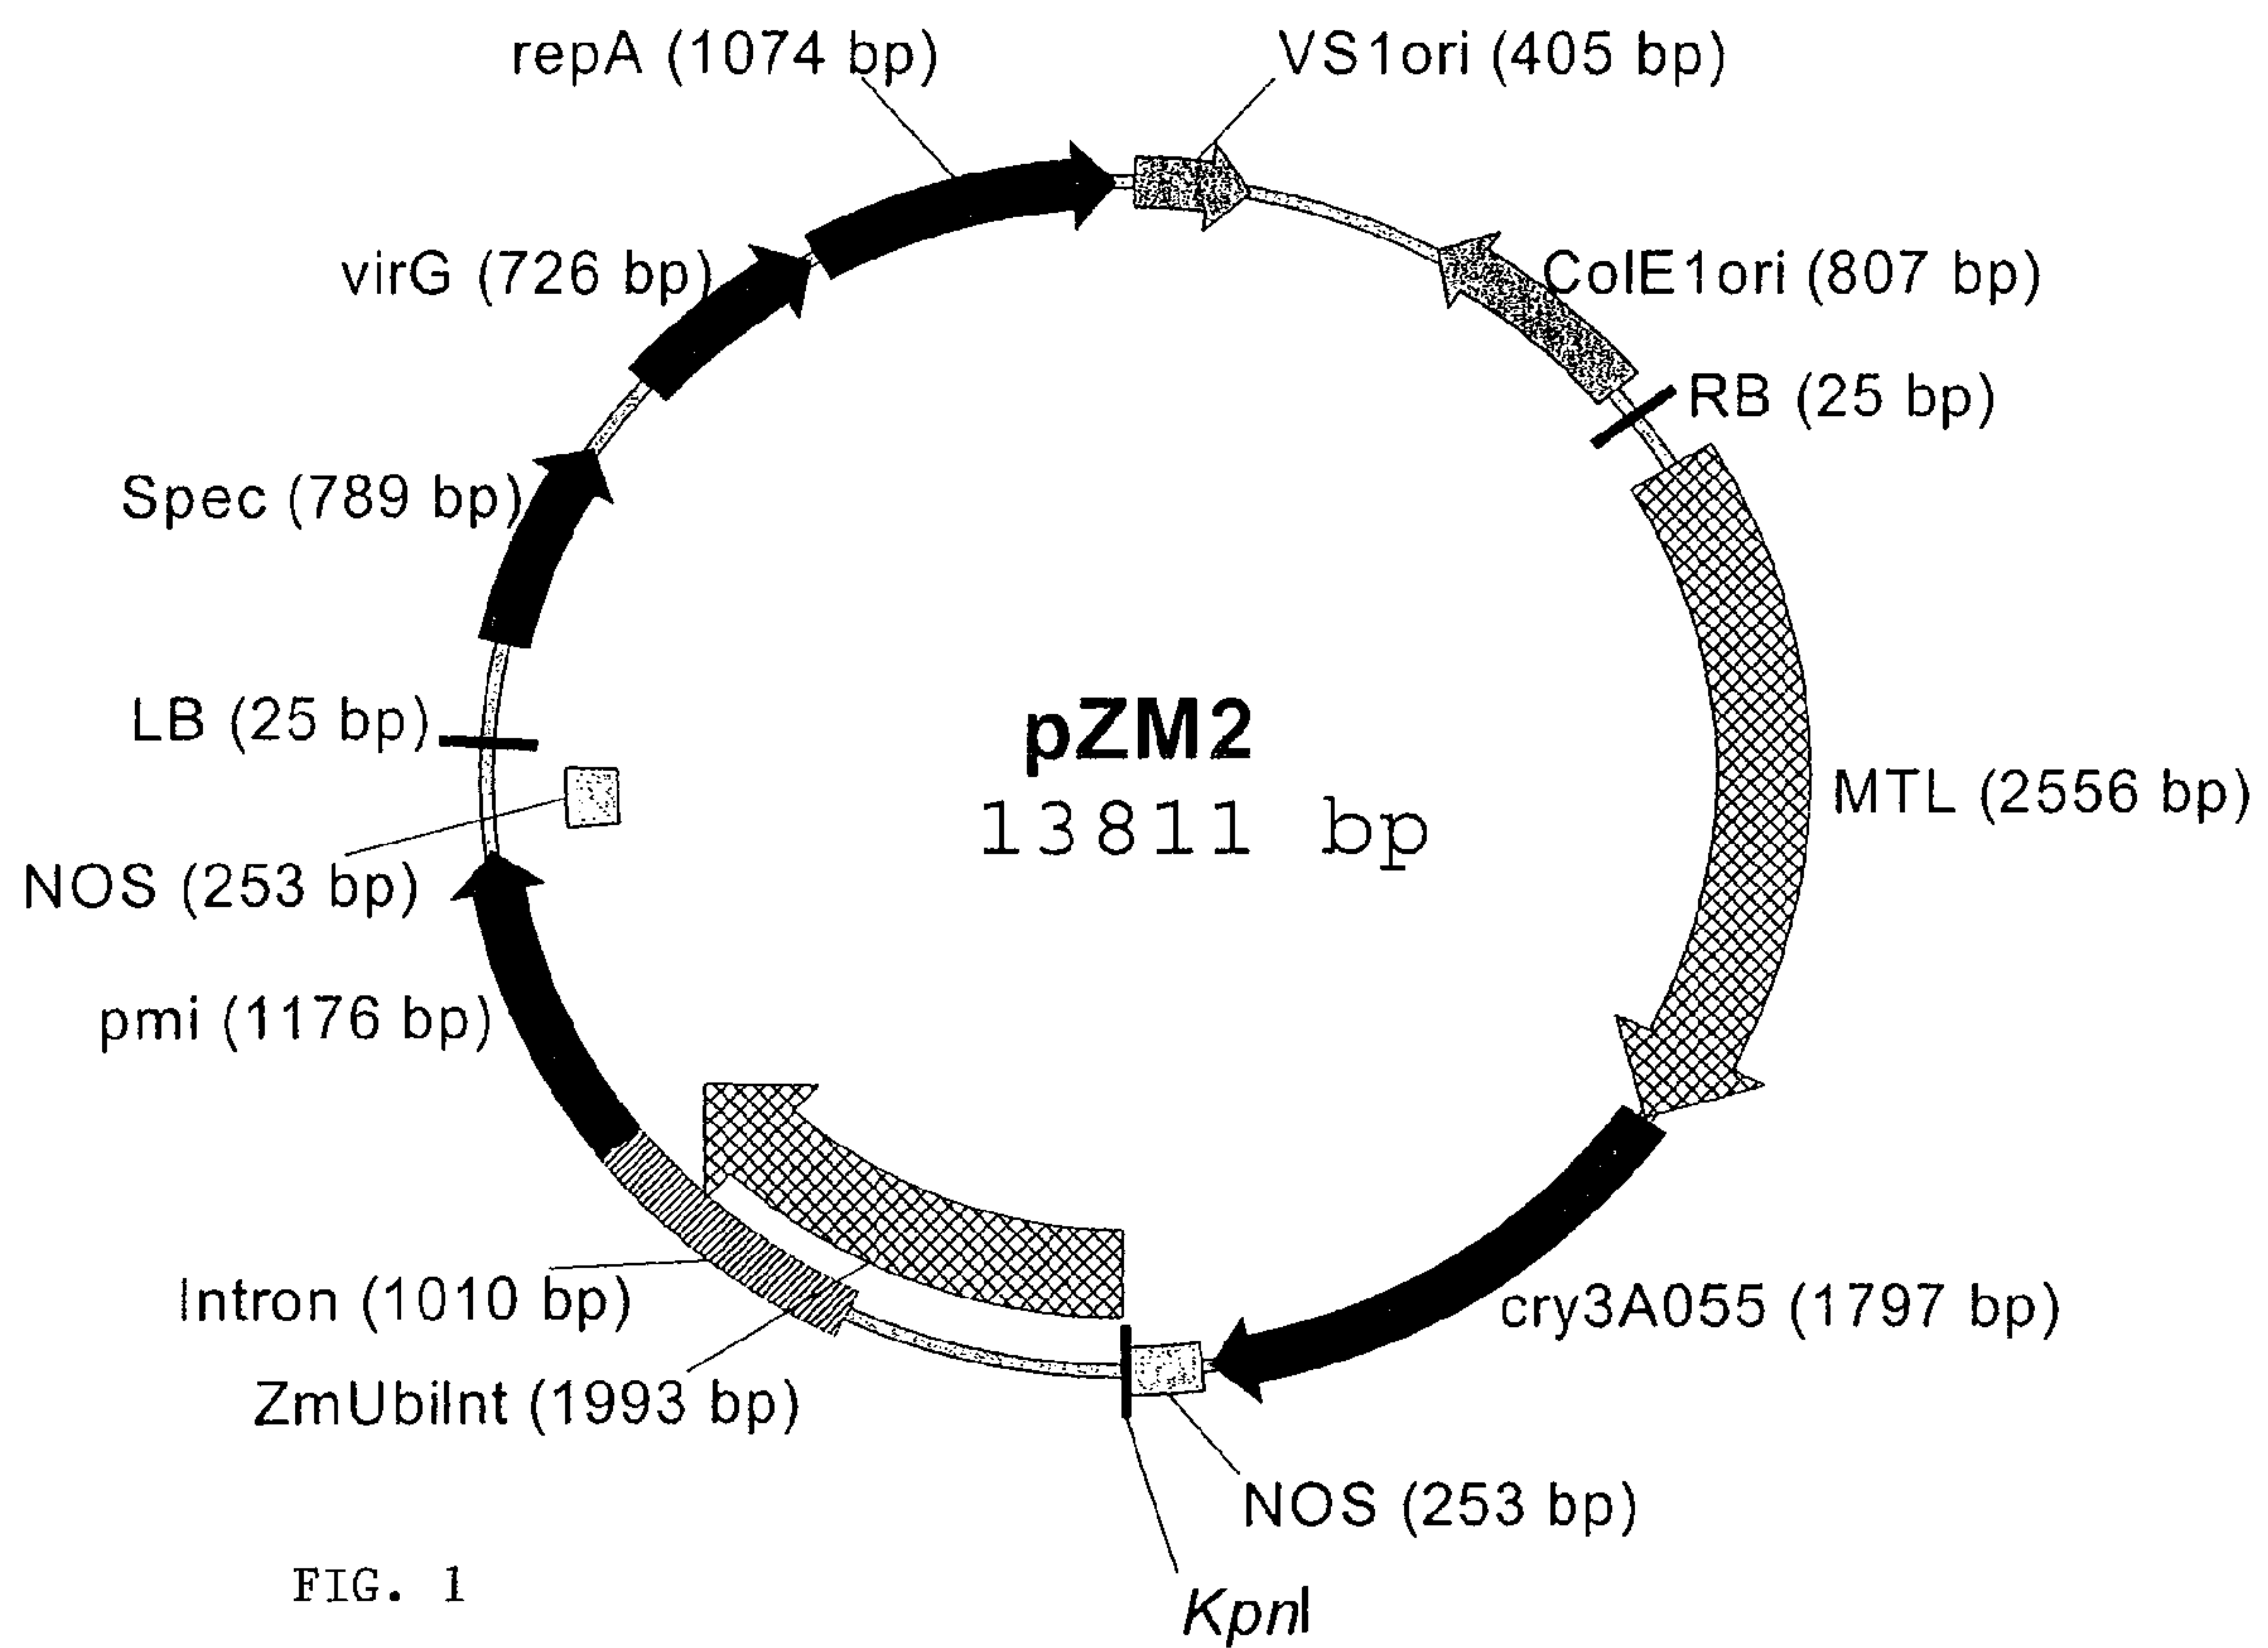 repA (1074 bp)
VS1ori (405 bp)
virG (726 bp)
ColE1ori (807 bp)
RB (25 bp)
Spec (789 bp)
LB (25 bp)
pZM2
13811 bp
MTL (2556 bp)
NOS (253 bp)
pmi (1176 bp)
Intron (1010 bp)
cry3A055 (1797 bp)
ZmUbiInt (1993 bp)
NOS (253 bp)
KpnI
FIG. 1